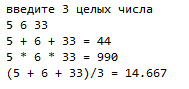 введите 3 целых числа
5 6 33
5 + 6 + 33 = 44
5 * 6 * 33 = 990
(5 + 6 + 33)/3 = 14.667